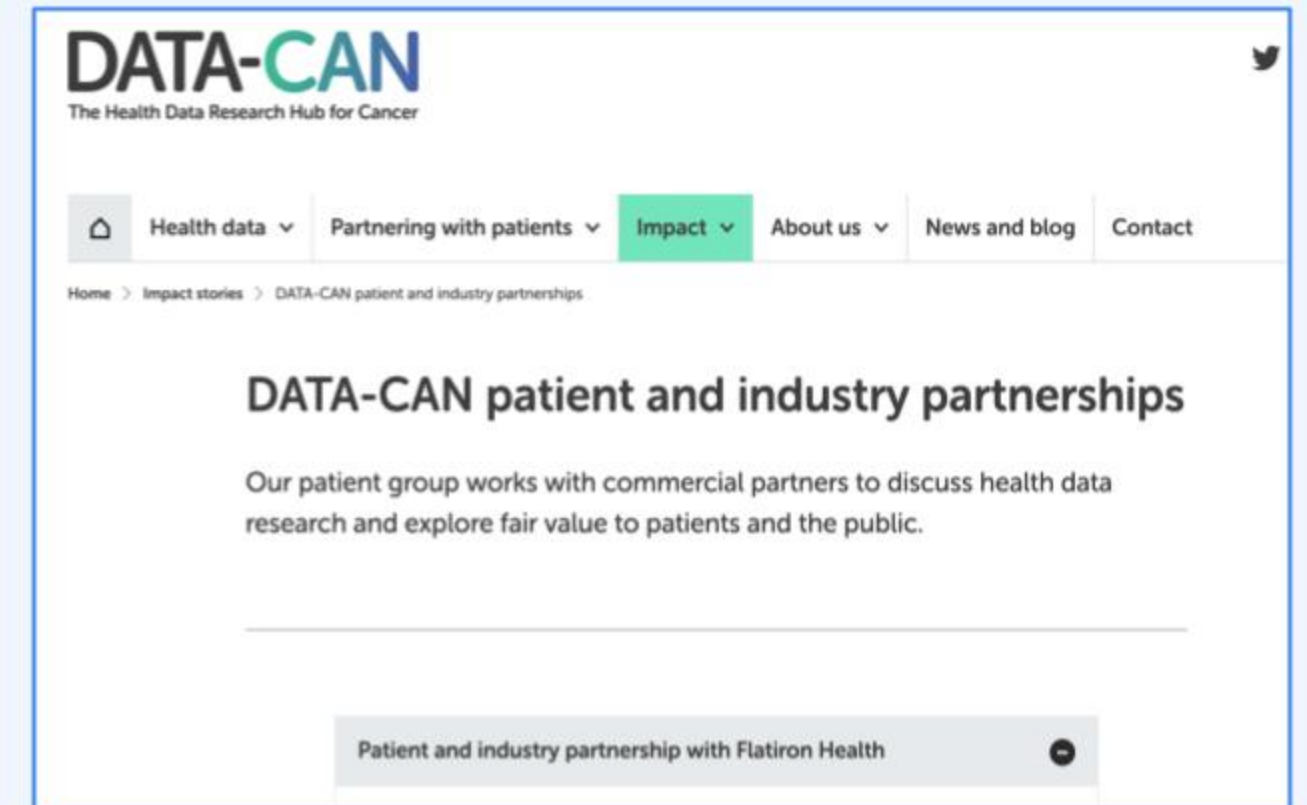 DATA-CAN
The Health Data Research Hub for Cancer
Health data
Partnering with patients
Impact
About us
News and blog
Contact
Home > Impact stories > DATA-CAN patient and industry partnerships
DATA-CAN patient and industry partnerships
Our patient group works with commercial partners to discuss health data
research and explore fair value to patients and the public.
Patient and industry partnership with Flatiron Health